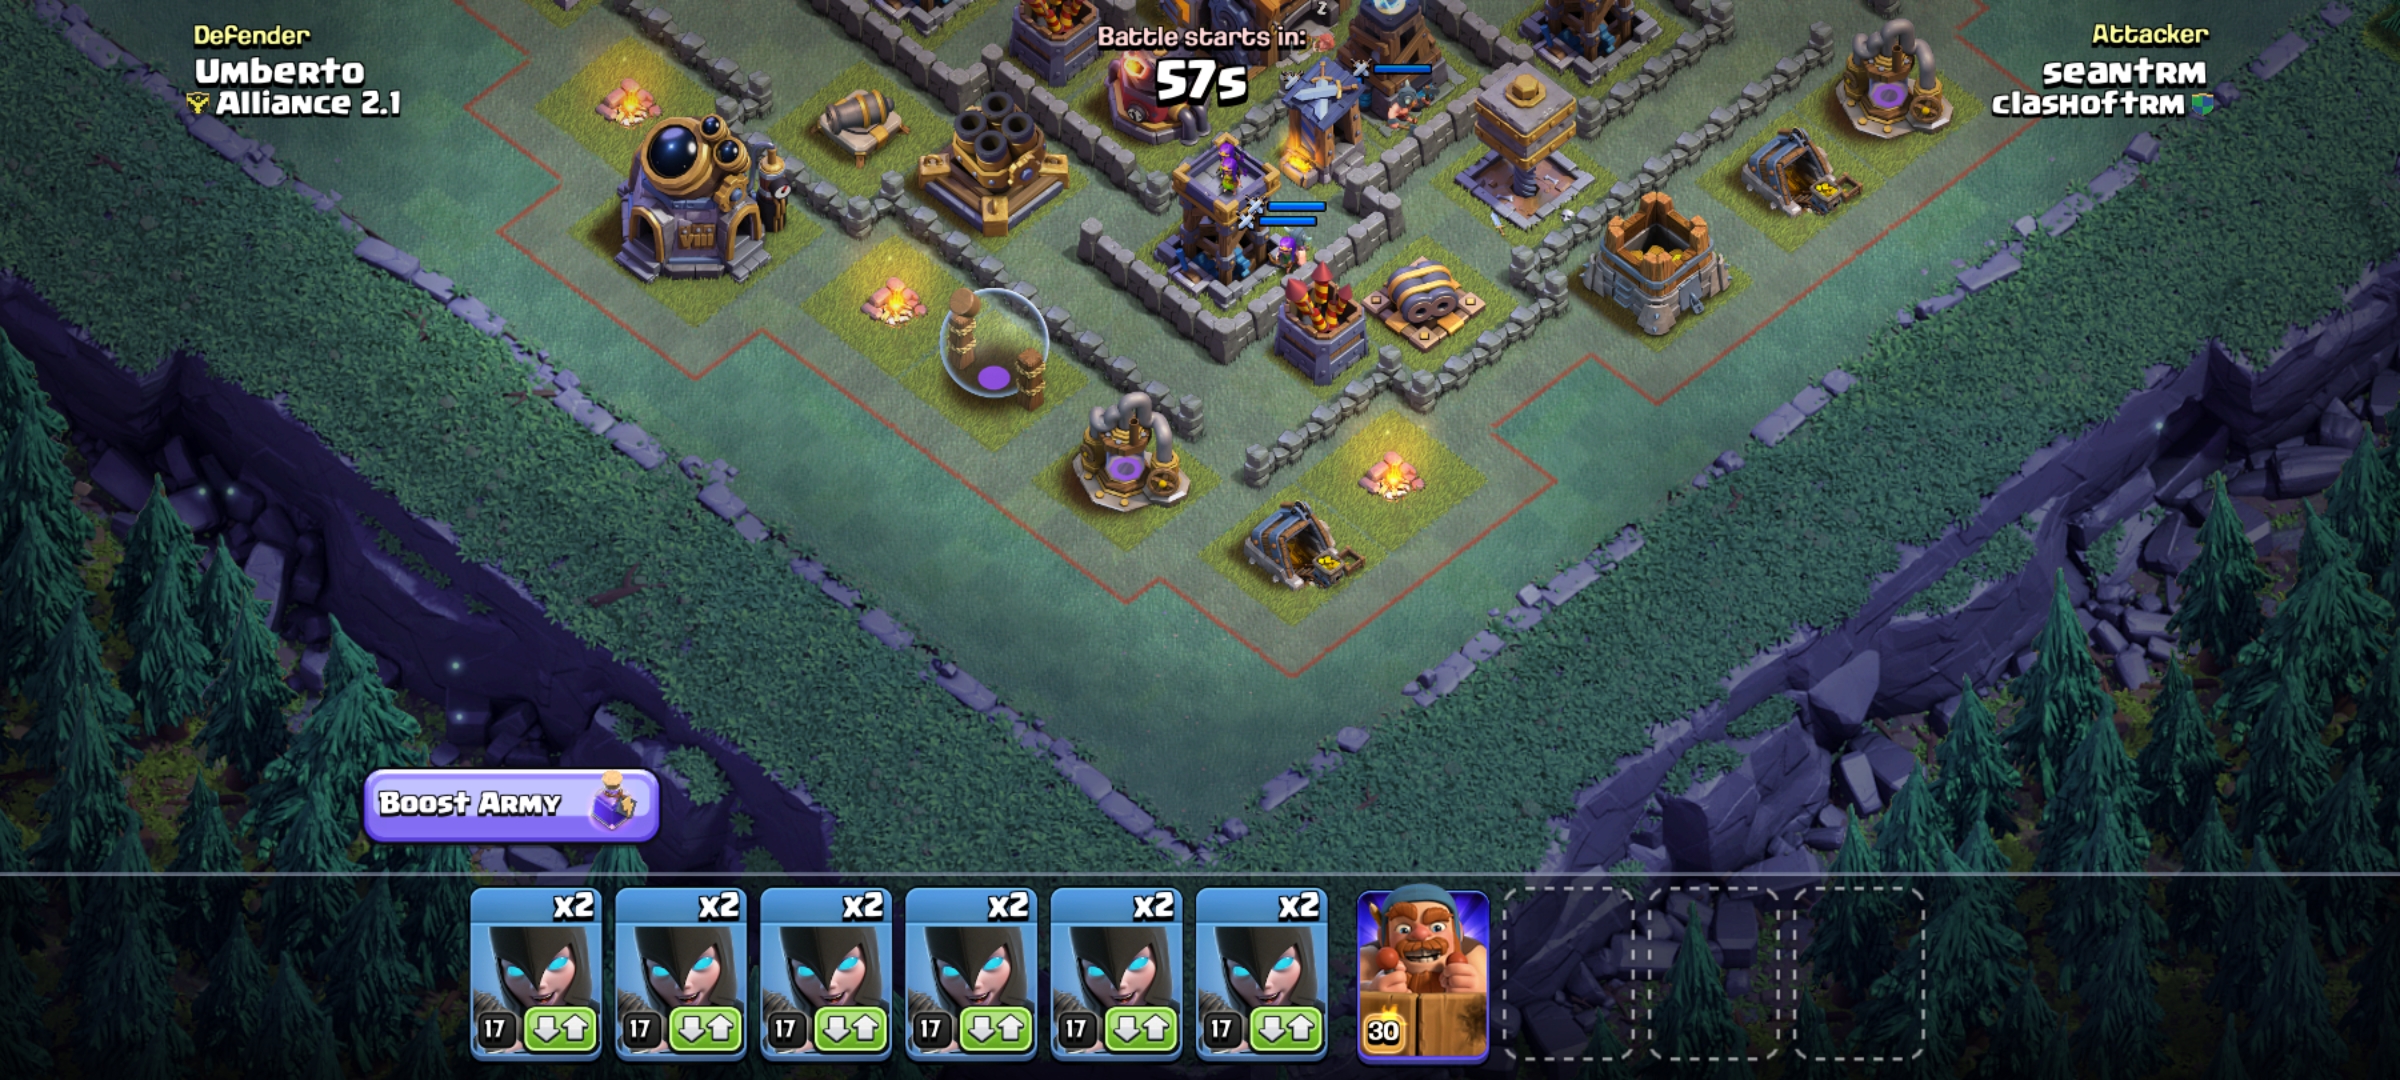 Defender
Umberto
Alliance 2.1
Battle starts in:
57s
Attacker
seantRM
clashoftRM
z
VIII
Boost Army
x2
x2
x2
x2
x2
x2
17
17
17
17
17
17
30